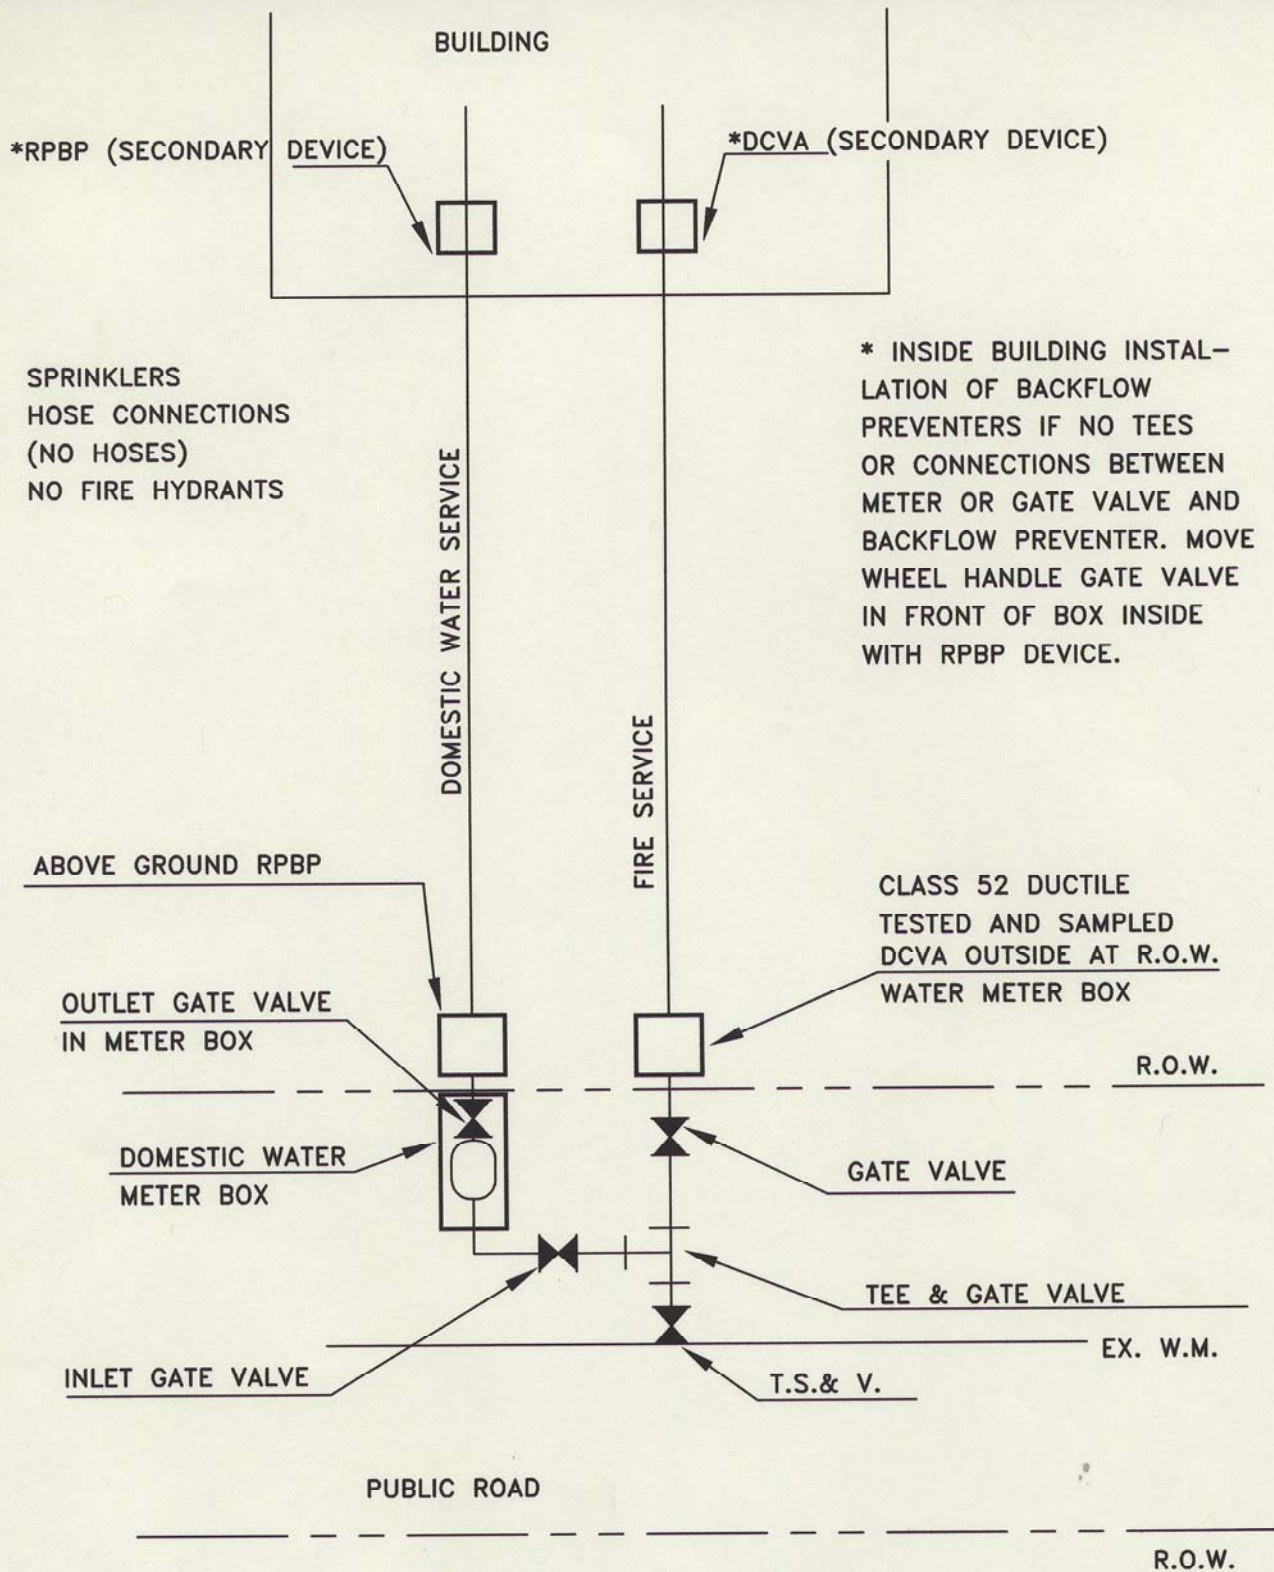 BUILDING
*RPBP (SECONDARY DEVICE)
*DCVA (SECONDARY DEVICE)
SPRINKLERS
HOSE CONNECTIONS
(NO HOSES)
NO FIRE HYDRANTS
* INSIDE BUILDING INSTAL-
LATION OF BACKFLOW
PREVENTERS IF NO TEES
OR CONNECTIONS BETWEEN
METER OR GATE VALVE AND
BACKFLOW PREVENTER. MOVE
WHEEL HANDLE GATE VALVE
IN FRONT OF BOX INSIDE
WITH RPBP DEVICE.
DOMESTIC WATER SERVICE
FIRE SERVICE
ABOVE GROUND RPBP
CLASS 52 DUCTILE
TESTED AND SAMPLED
DCVA OUTSIDE AT R.O.W.
WATER METER BOX
OUTLET GATE VALVE
IN METER BOX
R.O.W.
DOMESTIC WATER
METER BOX
GATE VALVE
TEE & GATE VALVE
EX. W.M.
INLET GATE VALVE
T.S.& V.
PUBLIC ROAD
R.O.W.